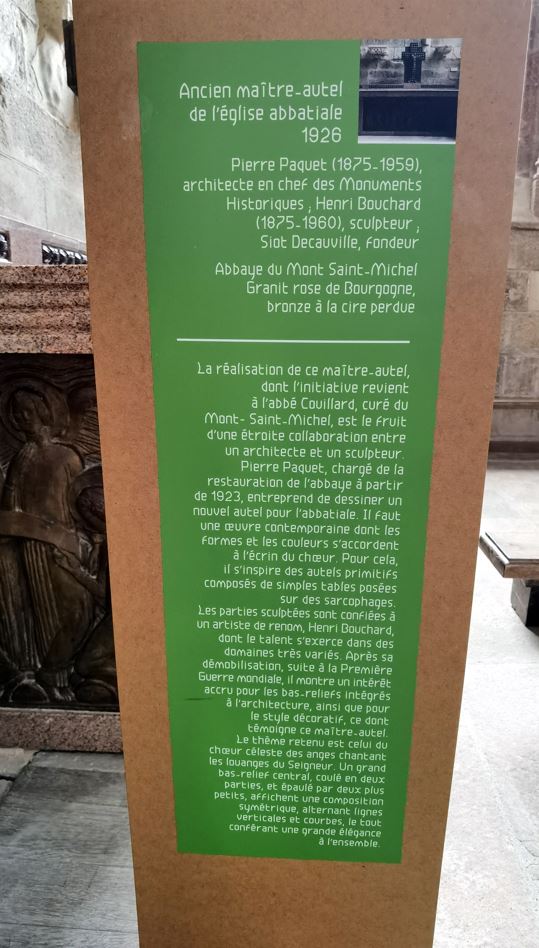 Ancien maître-autel
de l'église abbatiale
1926
Pierre Paquet (1875-1959),
architecte en chef des Monuments
Historiques ; Henri Bouchard
(1875-1960), sculpteur ;
Siot Decauville, fondeur
Abbaye du Mont Saint-Michel
Granit rose de Bourgogne,
bronze à la cire perdue
La réalisation de ce maître-autel,
dont l'initiative revient
à l'abbé Couillard, curé du
Mont- Saint-Michel, est le fruit
d'une étroite collaboration entre
un architecte et un sculpteur.
Pierre Paquet, chargé de la
restauration de l'abbaye à partir
de 1923, entreprend de dessiner un
nouvel autel pour l'abbatiale. Il faut
une œuvre contemporaine dont les
formes et les couleurs s'accordent
à l'écrin du chœur. Pour cela,
il s'inspire des autels primitifs
composés de simples tables posées
sur des sarcophages.
Les parties sculptées sont confiées à
un artiste de renom, Henri Bouchard,
dont le talent s'exerce dans des
domaines très variés. Après sa
démobilisation, suite à la Première
Guerre mondiale, il montre un intérêt
accru pour les bas-reliefs intégrés
à l'architecture, ainsi que pour
le style décoratif, ce dont
témoigne ce maître-autel.
Le thème retenu est celui du
chœur céleste des anges chantant
les louanges du Seigneur. Un grand
bas-relief central, coulé en deux
parties, et épaulé par deux plus
petits, affichent une composition
symétrique, alternant lignes
verticales et courbes, le tout
conférant une grande élégance
à l'ensemble.